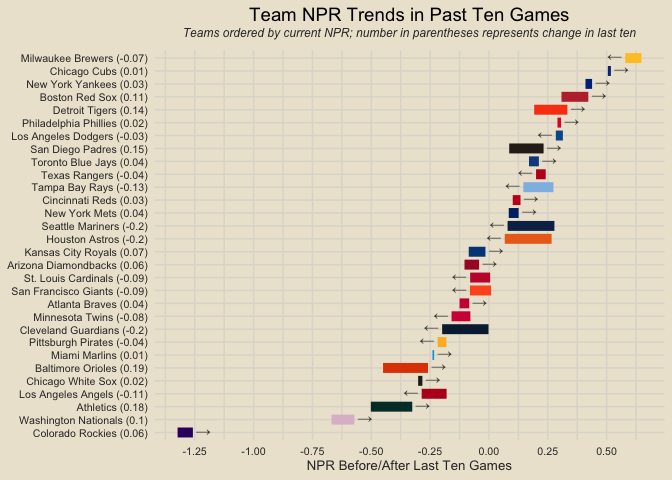 Team NPR Trends in Past Ten Games
Teams ordered by current NPR; number in parentheses represents change in last ten
Milwaukee Brewers (-0.07)
Chicago Cubs (0.01)
New York Yankees (0.03)
Boston Red Sox (0.11)
Detroit Tigers (0.14)
Philadelphia Phillies (0.02)
Los Angeles Dodgers (-0.03)
San Diego Padres (0.15)
Toronto Blue Jays (0.04)
Texas Rangers (-0.04)
Tampa Bay Rays (-0.13)
Cincinnati Reds (0.03)
New York Mets (0.04)
Seattle Mariners (-0.2)
Houston Astros (-0.2)
Kansas City Royals (0.07)
Arizona Diamondbacks (0.06)
St. Louis Cardinals (-0.09)
San Francisco Giants (-0.09)
Atlanta Braves (0.04)
Minnesota Twins (-0.08)
Cleveland Guardians (-0.2)
Pittsburgh Pirates (-0.04)
Miami Marlins (0.01)
Baltimore Orioles (0.19)
Chicago White Sox (0.02)
Los Angeles Angels (-0.11)
Athletics (0.18)
Washington Nationals (0.1)
Colorado Rockies (0.06)
-1.25 -1.00 -0.75 -0.50 -0.25 0.00 0.25 0.50
NPR Before/After Last Ten Games